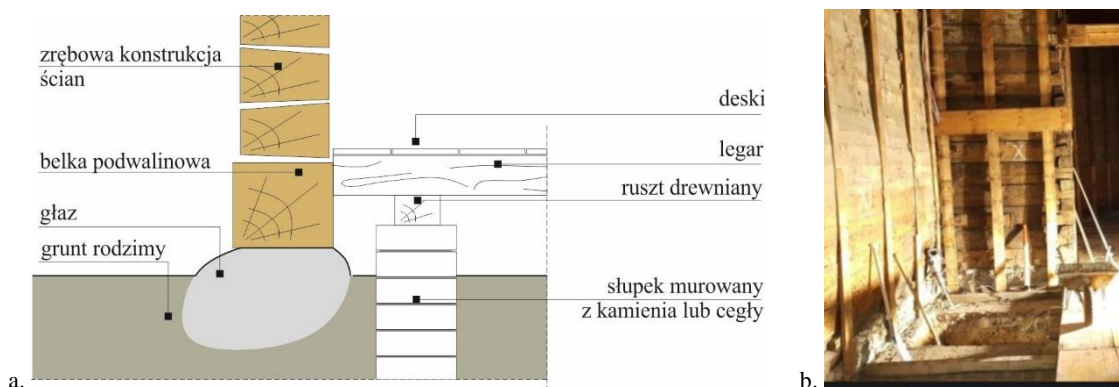 zrębowa konstrukcja
ścian
belka podwalinowa
głaz
grunt rodzimy
deski
legar
ruszt drewniany
słupek murowany
z kamienia lub cegły
a.
b.